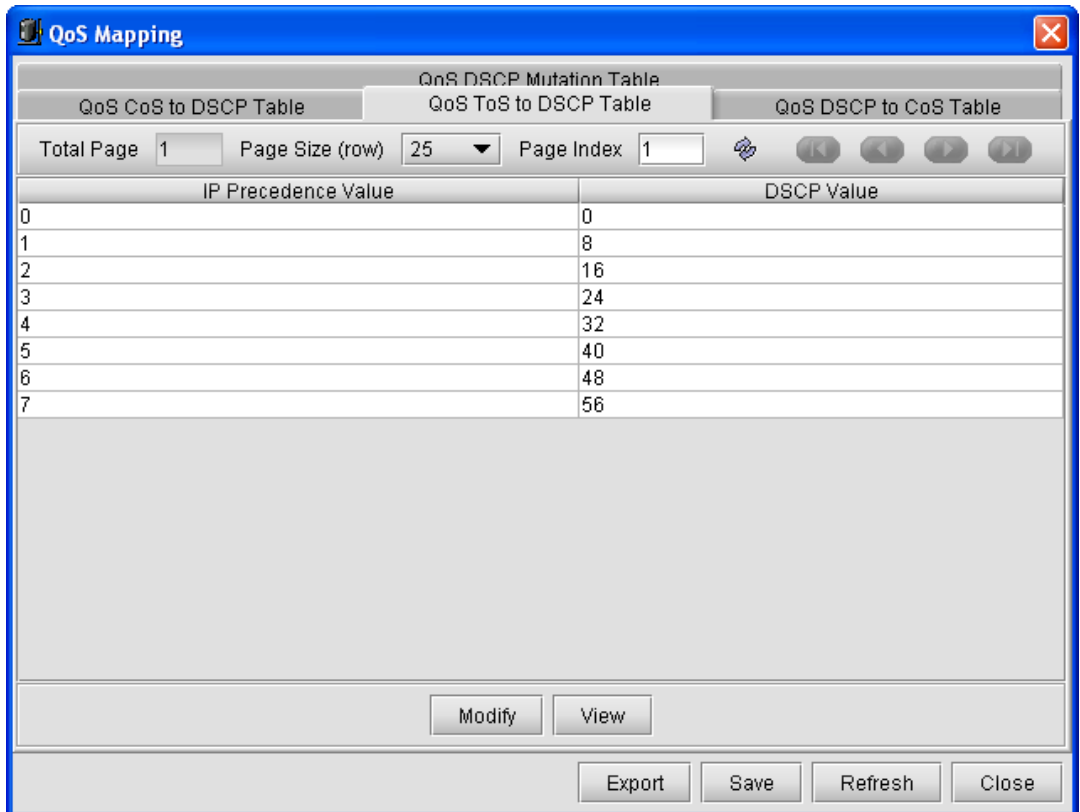 QoS Mapping
QoS DSCP Mutation Table
QoS CoS to DSCP Table QoS ToS to DSCP Table QoS DSCP to CoS Table
Total Page 1 Page Size (row) 25 Page Index 1
IP Precedence Value DSCP Value
0 0
1 8
2 16
3 24
4 32
5 40
6 48
7 56
Modify View
Export Save Refresh Close